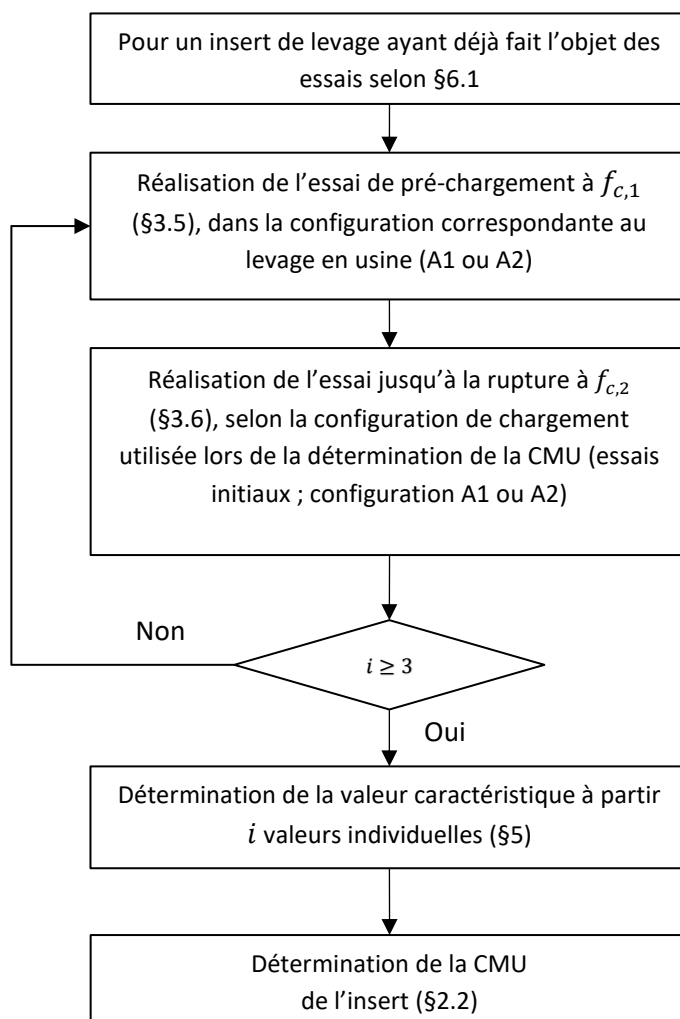 Pour un insert de levage ayant déjà fait l’objet des
essais selon §6.1
Réalisation de l’essai de pré-chargement à f_{c,1}
(§3.5), dans la configuration correspondante au
levage en usine (A1 ou A2)
Réalisation de l’essai jusqu’à la rupture à f_{c,2}
(§3.6), selon la configuration de chargement
utilisée lors de la détermination de la CMU (essais
initiaux ; configuration A1 ou A2)
Non
i ≥ 3
Oui
Détermination de la valeur caractéristique à partir
i valeurs individuelles (§5)
Détermination de la CMU
de l’insert (§2.2)